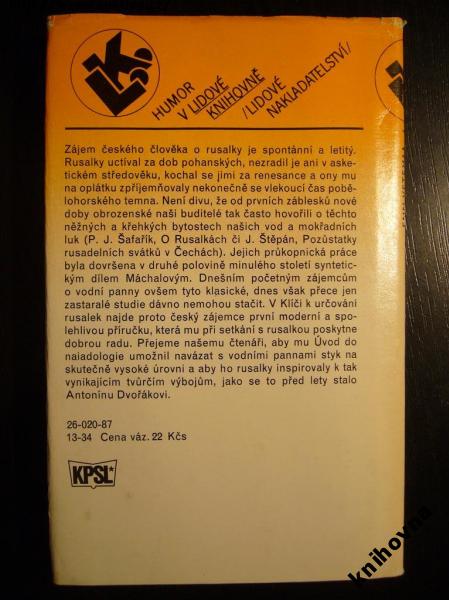 HUMOR
V LIDOVÉ
KNIHOVNĚ
/LIDOVÉ
NAKLADATELSTVÍ/
Zájem českého člověka o rusalky je spontánní a letitý.
Rusalky uctíval za dob pohanských, nezradil je ani v aske-
tickém středověku, kochal se jimi za renesance a ony mu
na oplátku zpříjemňovaly nekonečně se vlekoucí čas pobě-
lohorského temna. Není divu, že od prvních záblesků nové
doby obrozenské naši buditelé tak často hovořili o těchto
něžných a křehkých bytostech našich vod a mokřadních
luk (P. J. Šafařík, O Rusalkách či J. Štěpán, Pozůstatky
rusadelních svátků v Čechách). Jejich průkopnická práce
byla dovršena v druhé polovině minulého století syntetic-
kým dílem Máchalovým. Dnešním početným zájemcům
o vodní panny ovšem tyto klasické, dnes však přece jen
zastaralé studie dávno nemohou stačit. V Klíči k určování
rusalek najde proto český zájemce první moderní a spo-
lehlivou příručku, která mu při setkání s rusalkou poskytne
dobrou radu. Přejeme našemu čtenáři, aby mu Úvod do
naiadologie umožnil navázat s vodními pannami styk na
skutečně vysoké úrovni a aby ho rusalky inspirovaly k tak
vynikajícím tvůrčím výbojům, jako se to před lety stalo
Antonínu Dvořákovi.
26-020-87
13-34 Cena váz. 22 Kčs
KPSL*
knihovna